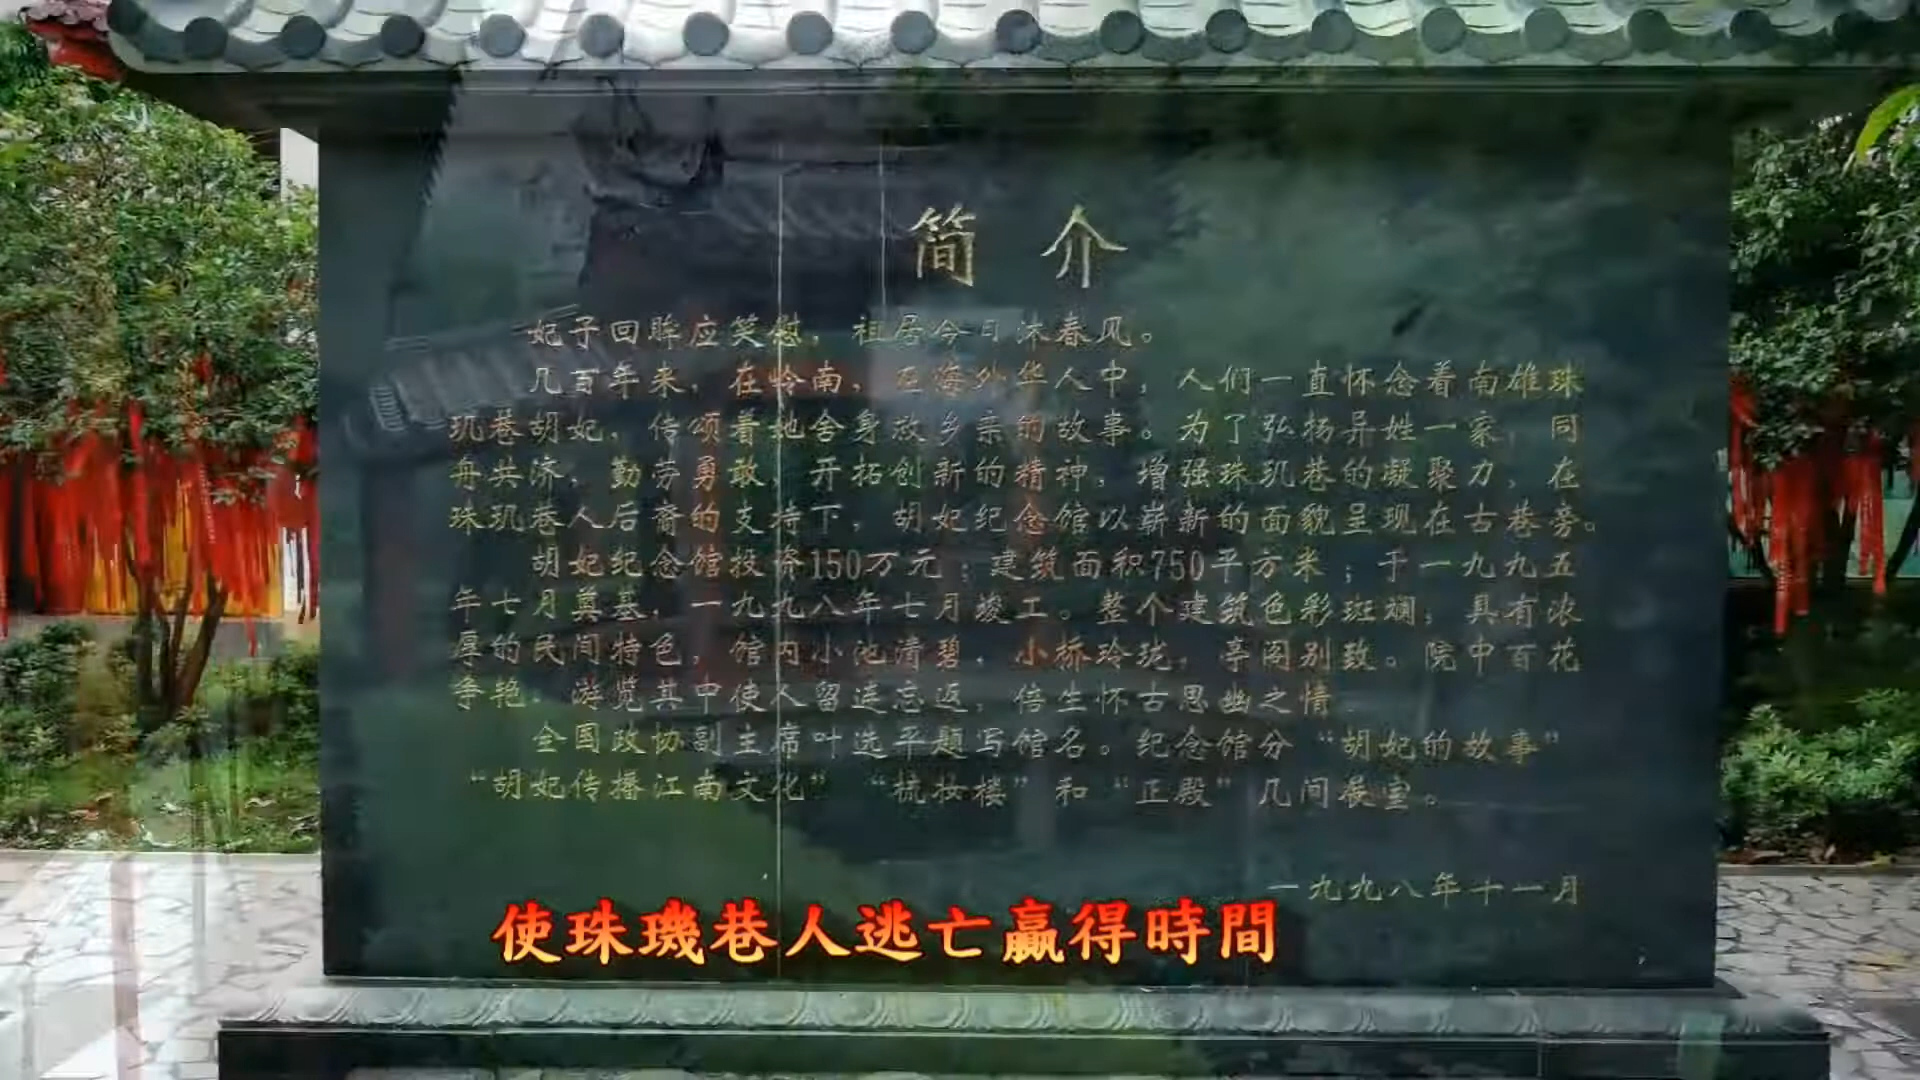 简 介
妃子回眸应笑慰，祖居今日沐春风。
几百年来，在岭南，在海外华人中，人们一直怀念着南雄珠
玑巷胡妃，传颂着她舍身救乡亲的故事。为了弘扬异姓一家，同
舟共济，勤劳勇敢，开拓创新的精神，增强珠玑巷的凝聚力，在
珠玑巷人后裔的支持下，胡妃纪念馆以崭新的面貌呈现在古巷旁。
胡妃纪念馆投资150万元；建筑面积750平方米；于一九九五
年七月奠基，一九九八年七月竣工。整个建筑色彩斑斓，具有浓
厚的民间特色，馆内小池清碧，小桥玲珑，亭阁别致。院中百花
争艳，游览其中使人留连忘返，倍生怀古思幽之情。
全国政协副主席叶选平题写馆名。纪念馆分“胡妃的故事”
“胡妃传播江南文化”“梳妆楼”和“正殿”几间展室。
一九九八年十一月
使珠璣巷人逃亡贏得時間